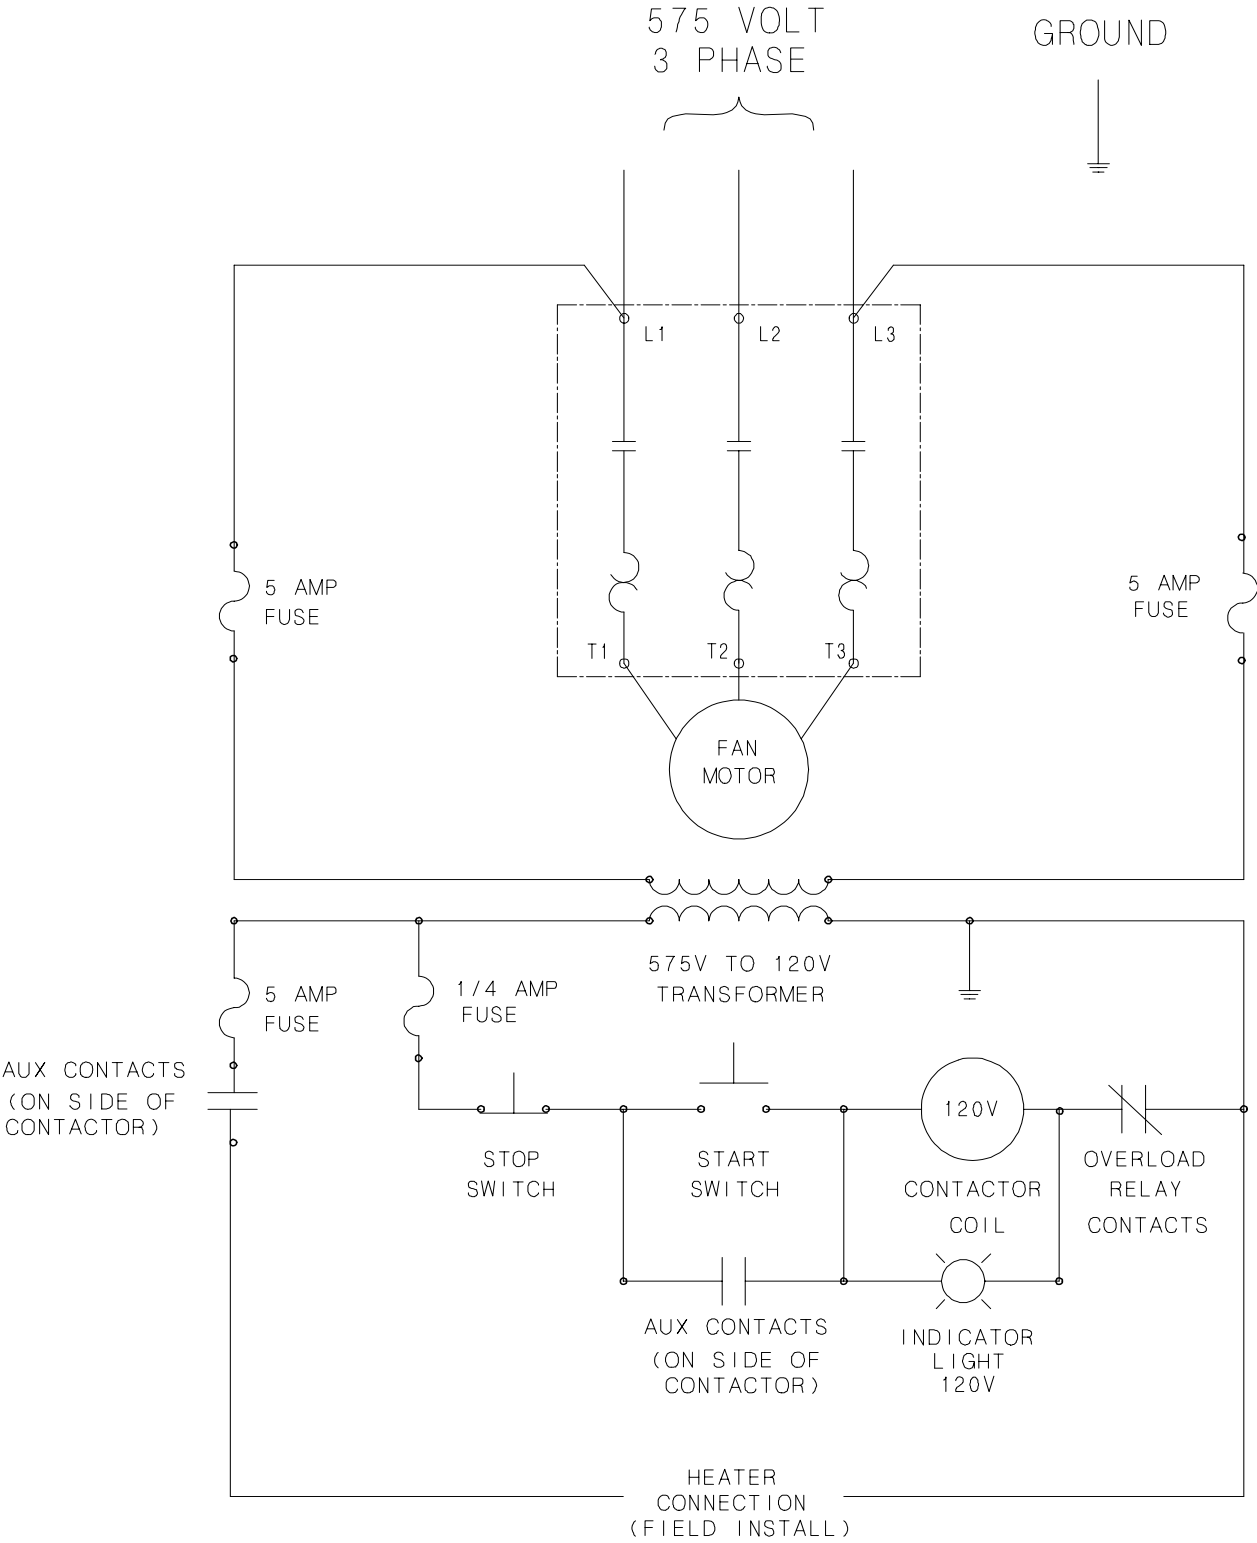 575 VOLT
3 PHASE
GROUND
L1
L2
L3
5 AMP
FUSE
5 AMP
FUSE
T1
T2
T3
FAN
MOTOR
575V TO 120V
TRANSFORMER
5 AMP
FUSE
1/4 AMP
FUSE
AUX CONTACTS
(ON SIDE OF
CONTACTOR)
STOP
SWITCH
START
SWITCH
120V
CONTACTOR
COIL
OVERLOAD
RELAY
CONTACTS
AUX CONTACTS
(ON SIDE OF
CONTACTOR)
INDICATOR
LIGHT
120V
HEATER
CONNECTION
(FIELD INSTALL)